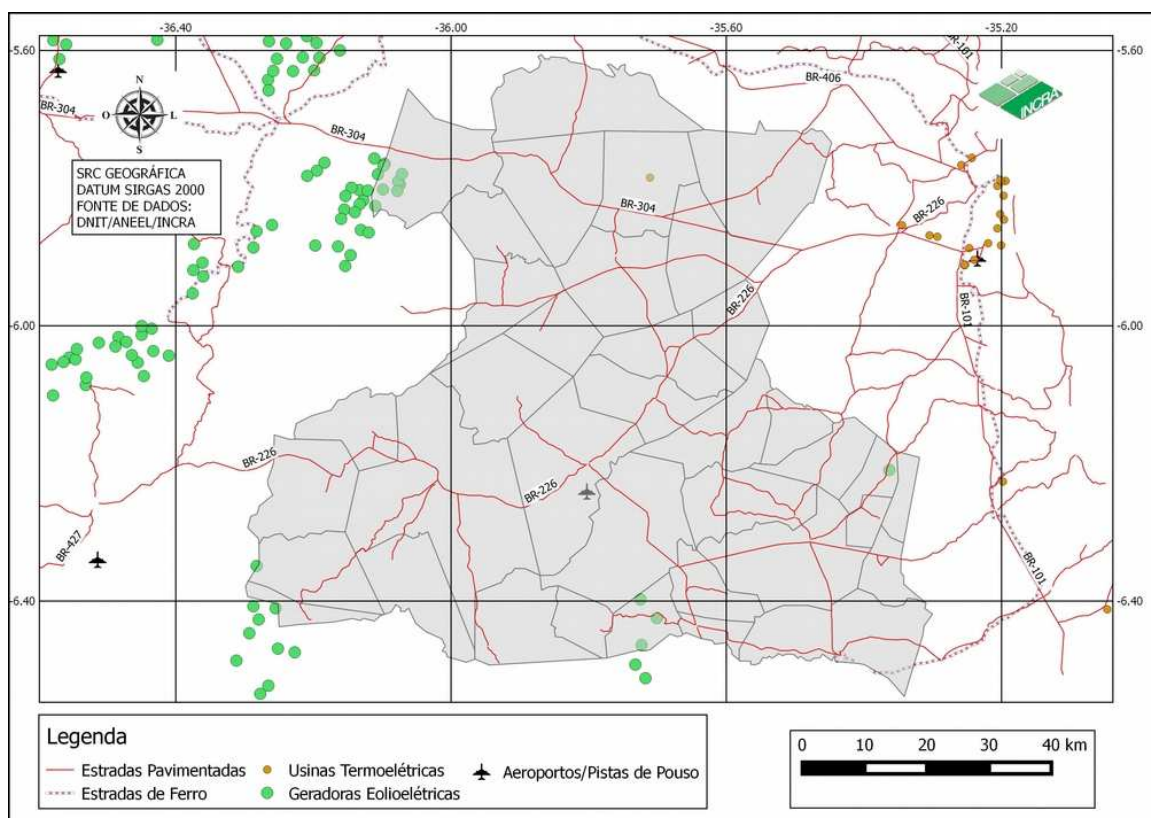 -36.40
-36.00
-35.60
-35.20
-5.60
-5.60
BR-101
BR-406
INCRA
BR-304
N
O
L
S
BR-304
SRC GEOGRÁFICA
DATUM SIRGAS 2000
FONTE DE DADOS:
DNIT/ANEEL/INCRA
BR-304
BR-226
BR-226
BR-101
-6.00
-6.00
BR-226
BR-226
BR-427
BR-101
-6.40
-6.40
Legenda
Estradas Pavimentadas
Usinas Termoelétricas
Aeroportos/Pistas de Pouso
Estradas de Ferro
Geradoras Eolioelétricas
0 10 20 30 40 km